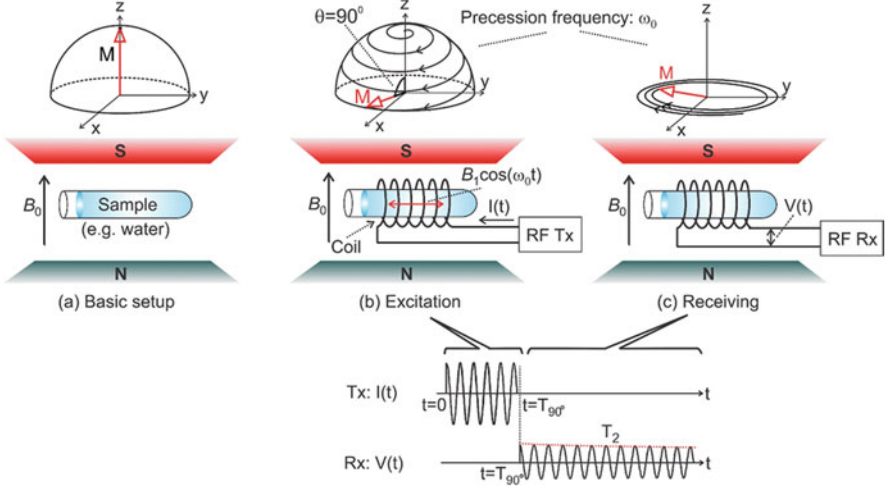 z
M
y
x
S
B₀
Sample
(e.g. water)
N
(a) Basic setup
θ=90⁰
z
Precession frequency: ω₀
M
y
x
S
B₀
B₁cos(ω₀t)
I(t)
RF Tx
Coil
N
(b) Excitation
z
M
y
x
S
B₀
V(t)
RF Rx
N
(c) Receiving
Tx: I(t)
t=0
t=T₉₀°
t
T₂
Rx: V(t)
t=T₉₀°
t